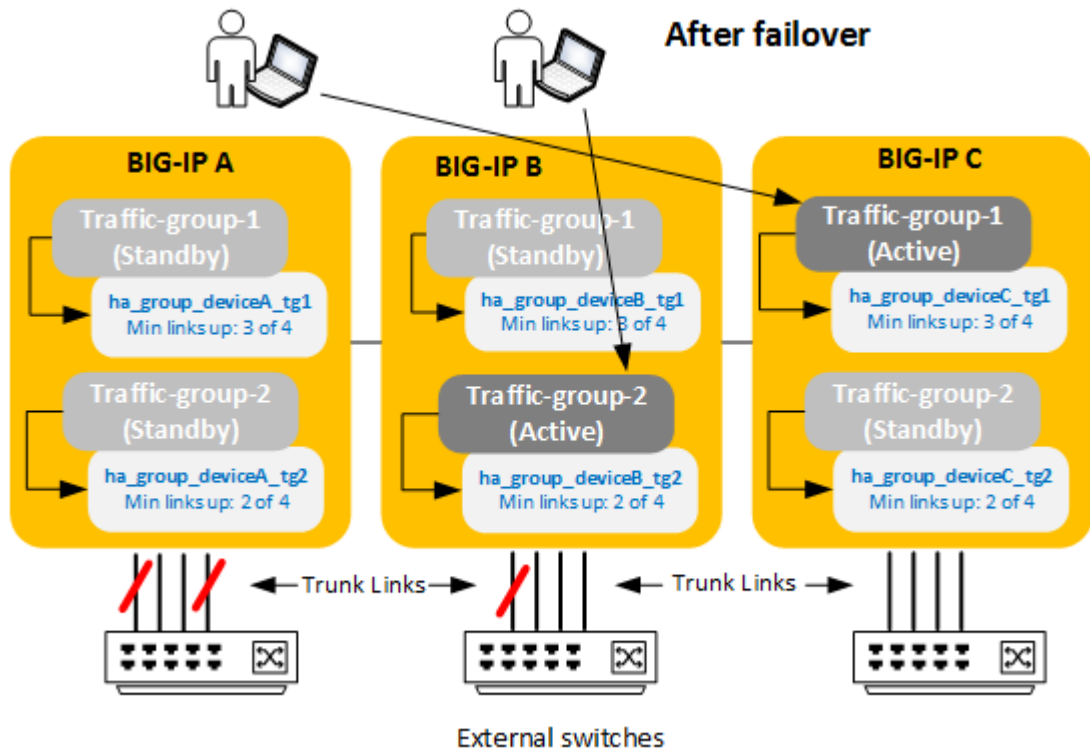 After failover
BIG-IP A
Traffic-group-1
(Standby)
ha_group_deviceA_tg1
Min links up: 3 of 4
Traffic-group-2
(Standby)
ha_group_deviceA_tg2
Min links up: 2 of 4
BIG-IP B
Traffic-group-1
(Standby)
ha_group_deviceB_tg1
Min links up: 3 of 4
Traffic-group-2
(Active)
ha_group_deviceB_tg2
Min links up: 2 of 4
BIG-IP C
Traffic-group-1
(Active)
ha_group_deviceC_tg1
Min links up: 3 of 4
Traffic-group-2
(Standby)
ha_group_deviceC_tg2
Min links up: 2 of 4
Trunk Links
Trunk Links
External switches